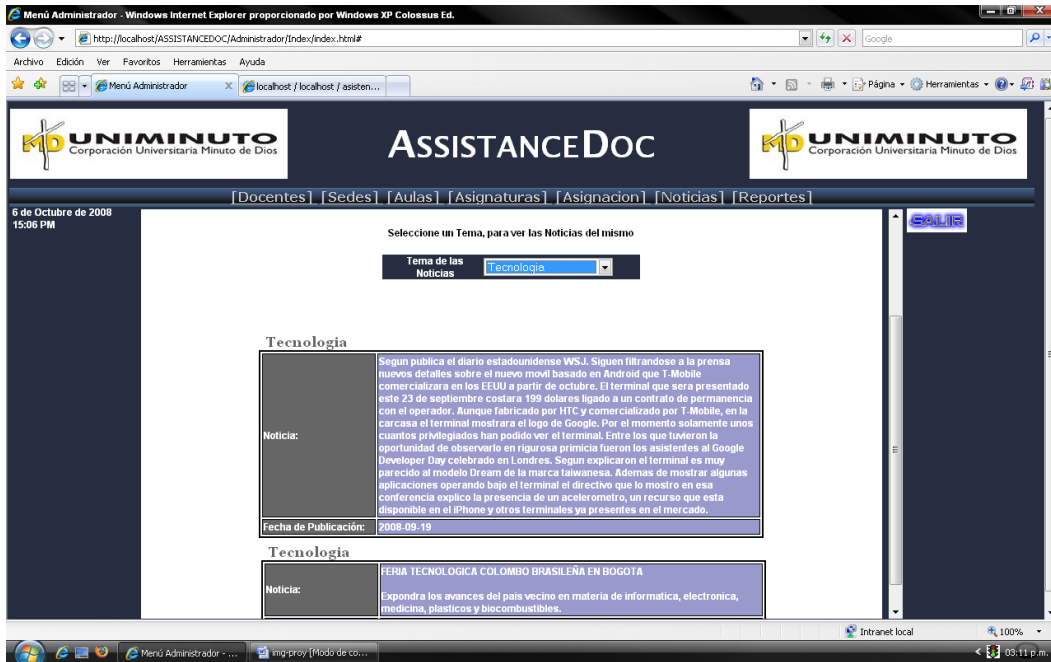 Menú Administrador - Windows Internet Explorer proporcionado por Windows XP Colossus Ed.
http://localhost/ASSISTANCEDOC/Administrador/Index/index.html#
Google
Archivo Edición Ver Favoritos Herramientas Ayuda
Menú Administrador
localhost / localhost / asisten...
Página
Herramientas
UNIMINUTO
Corporación Universitaria Minuto de Dios
ASSISTANCEDOC
UNIMINUTO
Corporación Universitaria Minuto de Dios
[Docentes] [Sedes] [Aulas] [Asignaturas] [Asignacion] [Noticias] [Reportes]
6 de Octubre de 2008
15:06 PM
SALIR
Seleccione un Tema, para ver las Noticias del mismo
Tema de las
Noticias
Tecnologia
Tecnologia
Noticia:
Segun publica el diario estadounidense WSJ. Siguen filtrandose a la prensa
nuevos detalles sobre el nuevo movil basado en Android que T-Mobile
comercializara en los EEUU a partir de octubre. El terminal que sera presentado
este 23 de septiembre costara 199 dolares ligado a un contrato de permanencia
con el operador. Aunque fabricado por HTC y comercializado por T-Mobile, en la
carcasa el terminal mostrara el logo de Google. Por el momento solamente unos
cuantos privilegiados han podido ver el terminal. Entre los que tuvieron la
oportunidad de observarlo en rigurosa primicia fueron los asistentes al Google
Developer Day celebrado en Londres. Segun explicaron el terminal es muy
parecido al modelo Dream de la marca taiwanesa. Ademas de mostrar algunas
aplicaciones operando bajo el terminal el directivo que lo mostro en esa
conferencia explico la presencia de un acelerometro, un recurso que esta
disponible en el iPhone y otros terminales ya presentes en el mercado.
Fecha de Publicación:
2008-09-19
Tecnologia
Noticia:
FERIA TECNOLOGICA COLOMBO BRASILEÑA EN BOGOTA
Expondra los avances del pais vecino en materia de informatica, electronica,
medicina, plasticos y biocombustibles.
Intranet local
100%
Menú Administrador - ...
img-proy [Modo de co...
03:11 p.m.